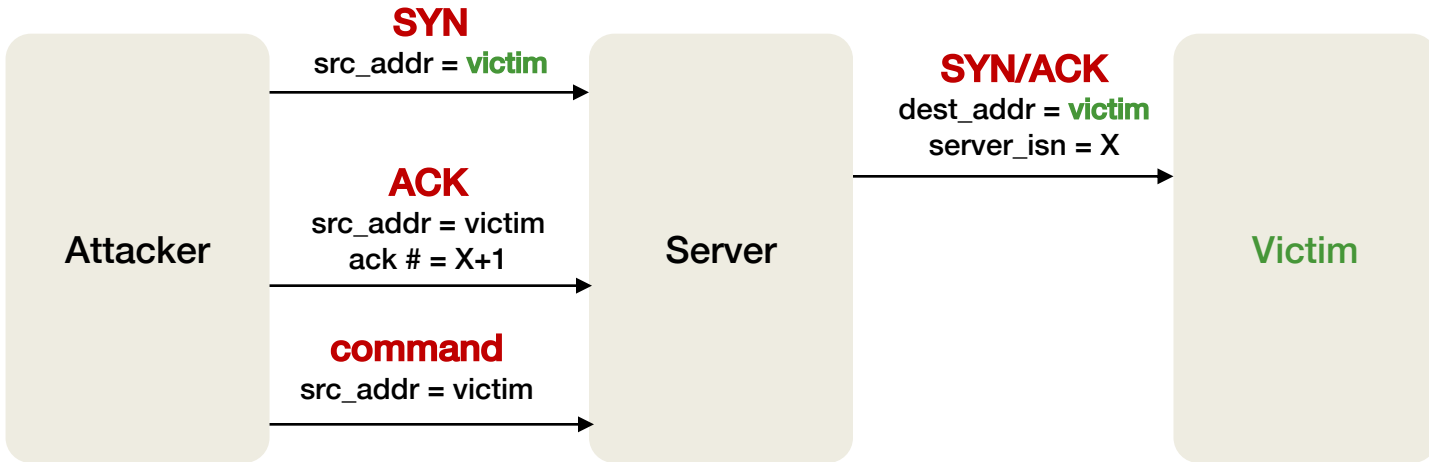 SYN
src_addr = victim
SYN/ACK
dest_addr = victim
server_isn = X
ACK
src_addr = victim
ack # = X+1
Attacker
Server
Victim
command
src_addr = victim